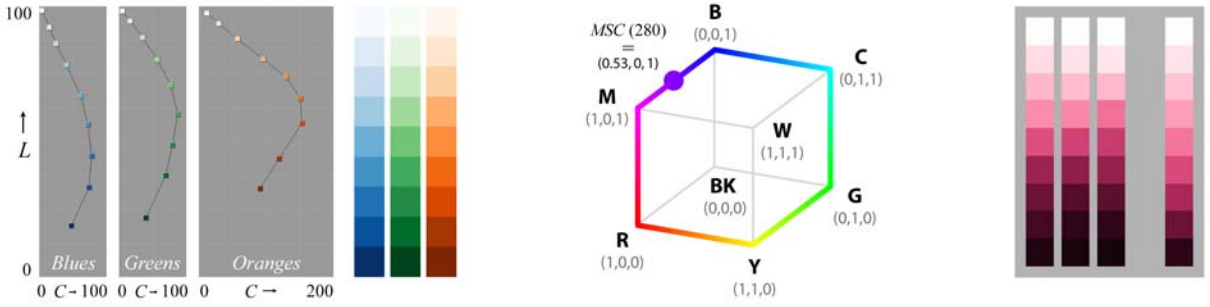 100
L
0
Blues
Greens
Oranges
0
0
0
C → 100
C → 100
C →
200
MSC (280)
=
(0.53, 0, 1)
B
(0,0,1)
C
(0,1,1)
M
(1,0,1)
W
(1,1,1)
BK
(0,0,0)
G
(0,1,0)
R
(1,0,0)
Y
(1,1,0)